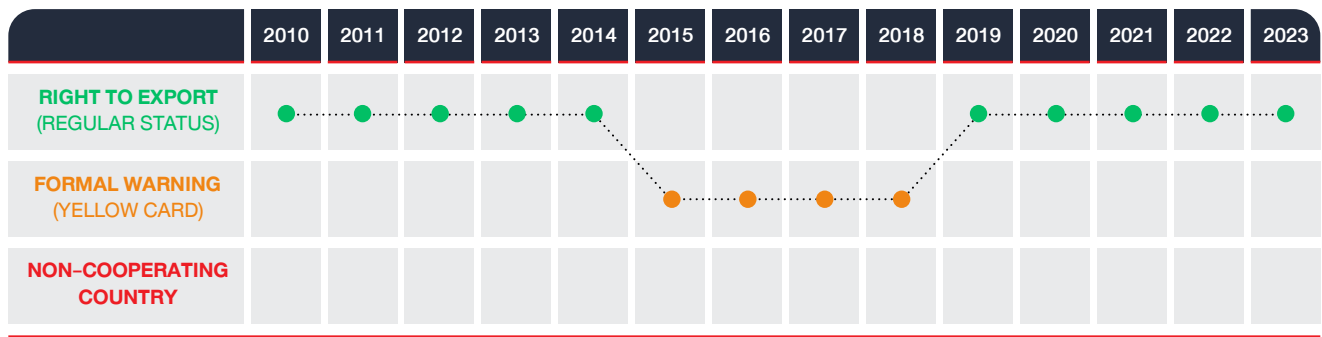 2010 2011 2012 2013 2014 2015 2016 2017 2018 2019 2020 2021 2022 2023
RIGHT TO EXPORT
(REGULAR STATUS)
FORMAL WARNING
(YELLOW CARD)
NON–COOPERATING
COUNTRY